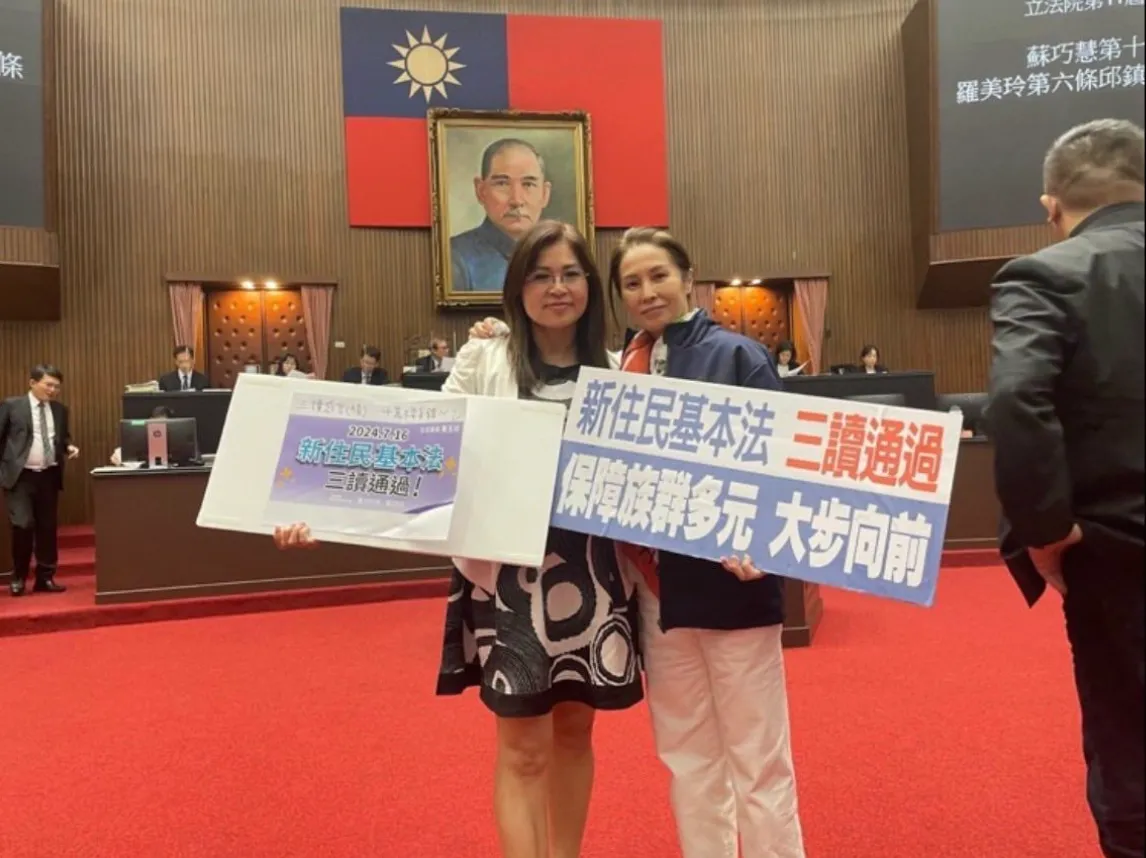 條
立法院第11屆
蘇巧慧第十
羅美玲第六條邱鎮
2024.7.16
新住民基本法
三讀通過！
新住民基本法 三讀通過
保障族群多元 大步向前